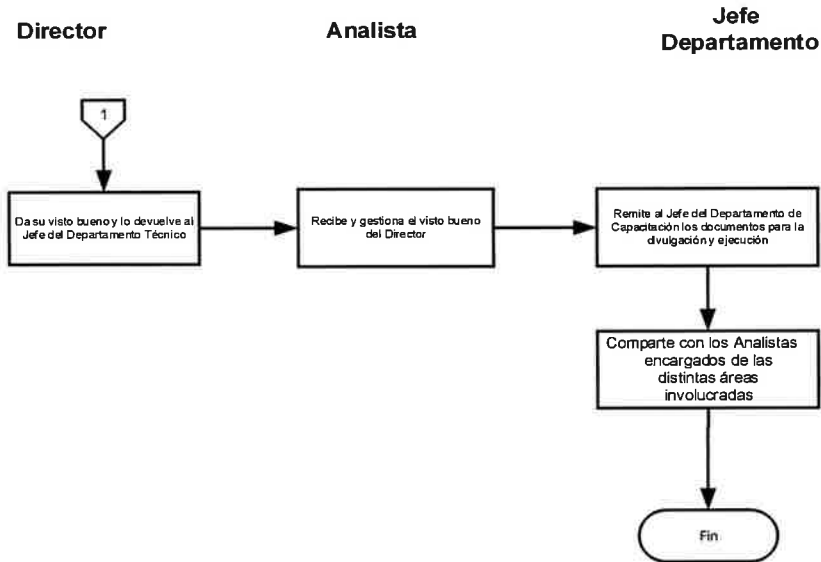 Director
Analista
Jefe
Departamento
1
Da su visto bueno y lo devuelve al
Jefe del Departamento Técnico
Recibe y gestiona el visto bueno
del Director
Remite al Jefe del Departamento de
Capacitación los documentos para la
divulgación y ejecución
Comparte con los Analistas
encargados de las
distintas áreas
involucradas
Fin